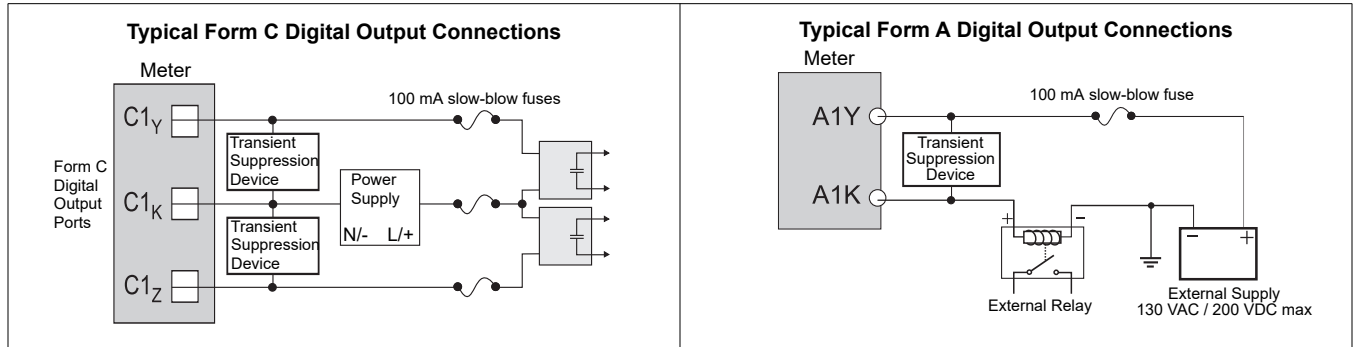 Typical Form C Digital Output Connections
Meter
C1Y
100 mA slow-blow fuses
Transient
Suppression
Device
Form C
Digital
Output
Ports
C1K
Power
Supply
N/- L/+
Transient
Suppression
Device
C1Z
Typical Form A Digital Output Connections
Meter
A1Y
100 mA slow-blow fuse
Transient
Suppression
Device
A1K
+ -
- +
External Relay
External Supply
130 VAC / 200 VDC max